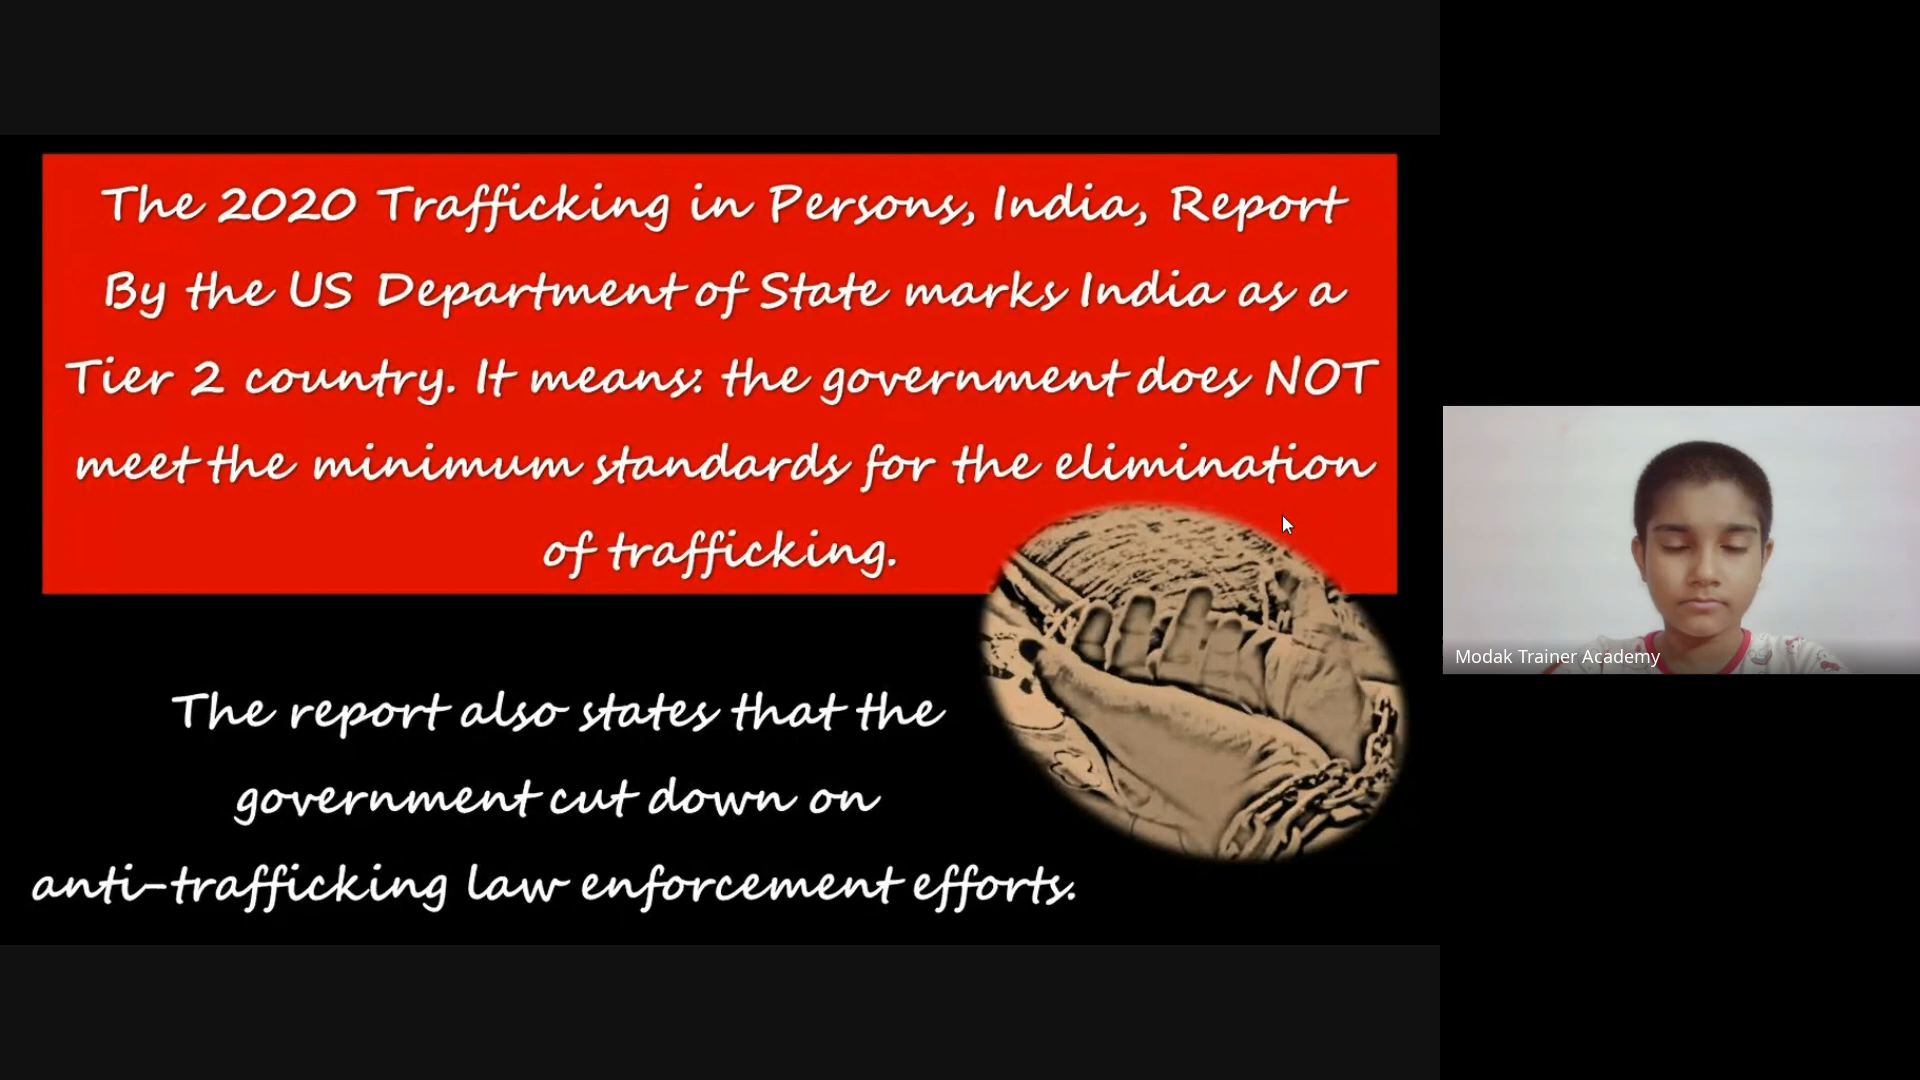 The 2020 Trafficking in Persons, India, Report
By the US Department of State marks India as a
Tier 2 country. It means: the government does NOT
meet the minimum standards for the elimination
of trafficking.
The report also states that the
government cut down on
anti-trafficking law enforcement efforts.
Modak Trainer Academy